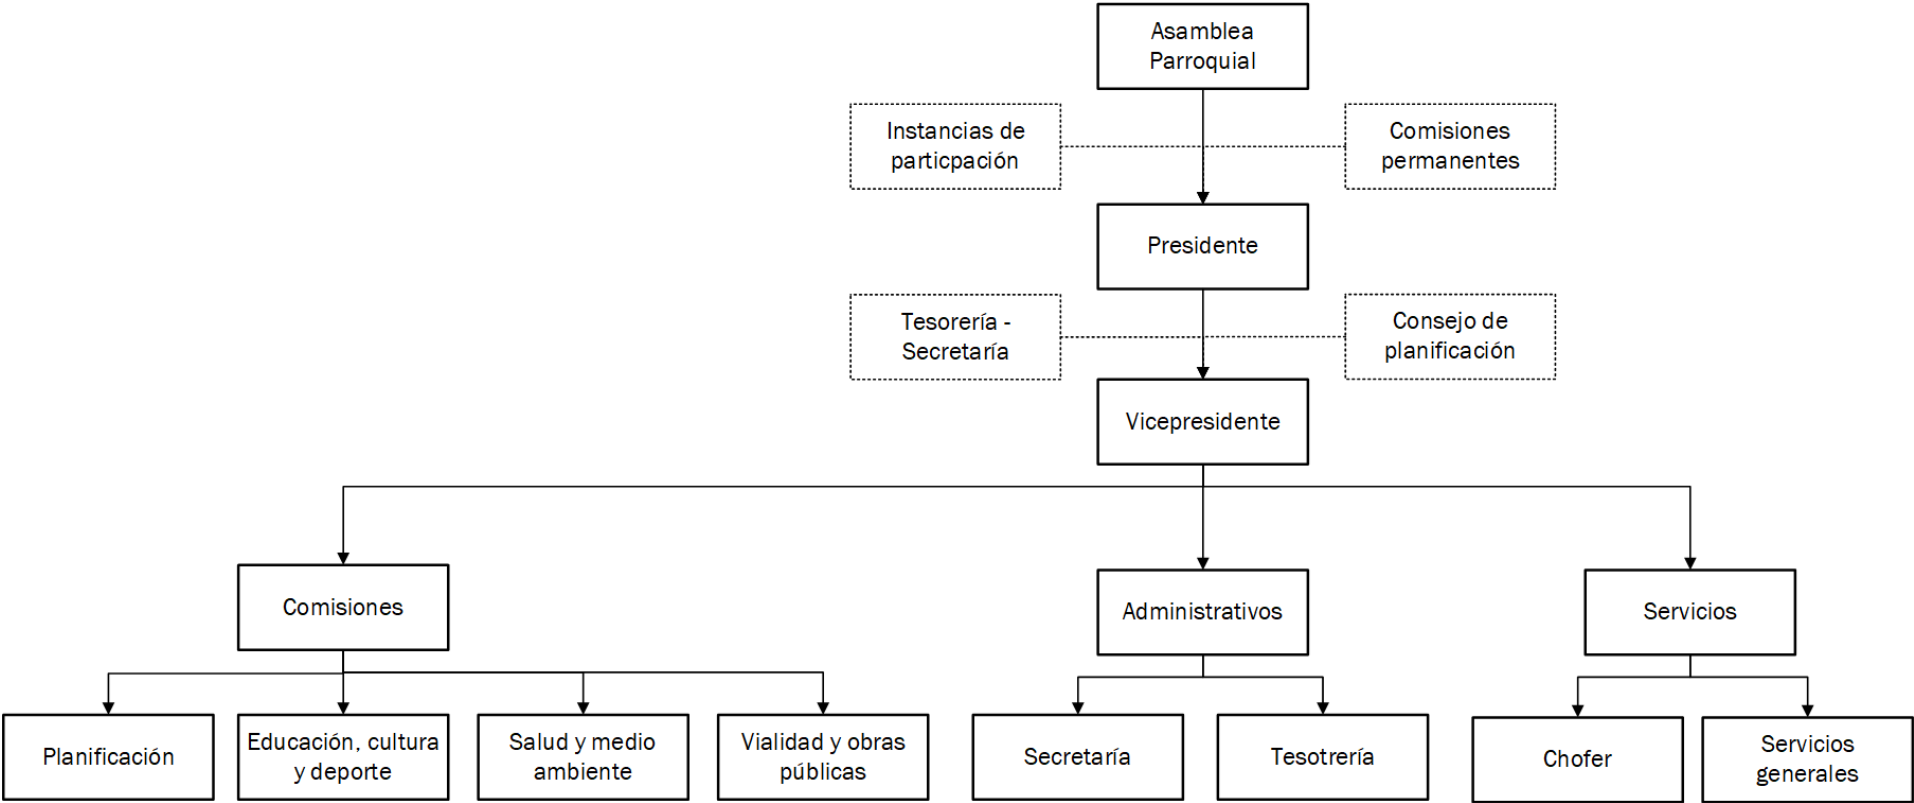 Asamblea
Parroquial
Instancias de
particpación
Comisiones
permanentes
Presidente
Tesorería -
Secretaría
Consejo de
planificación
Vicepresidente
Comisiones
Administrativos
Servicios
Planificación
Educación, cultura
y deporte
Salud y medio
ambiente
Vialidad y obras
públicas
Secretaría
Tesotrería
Chofer
Servicios
generales